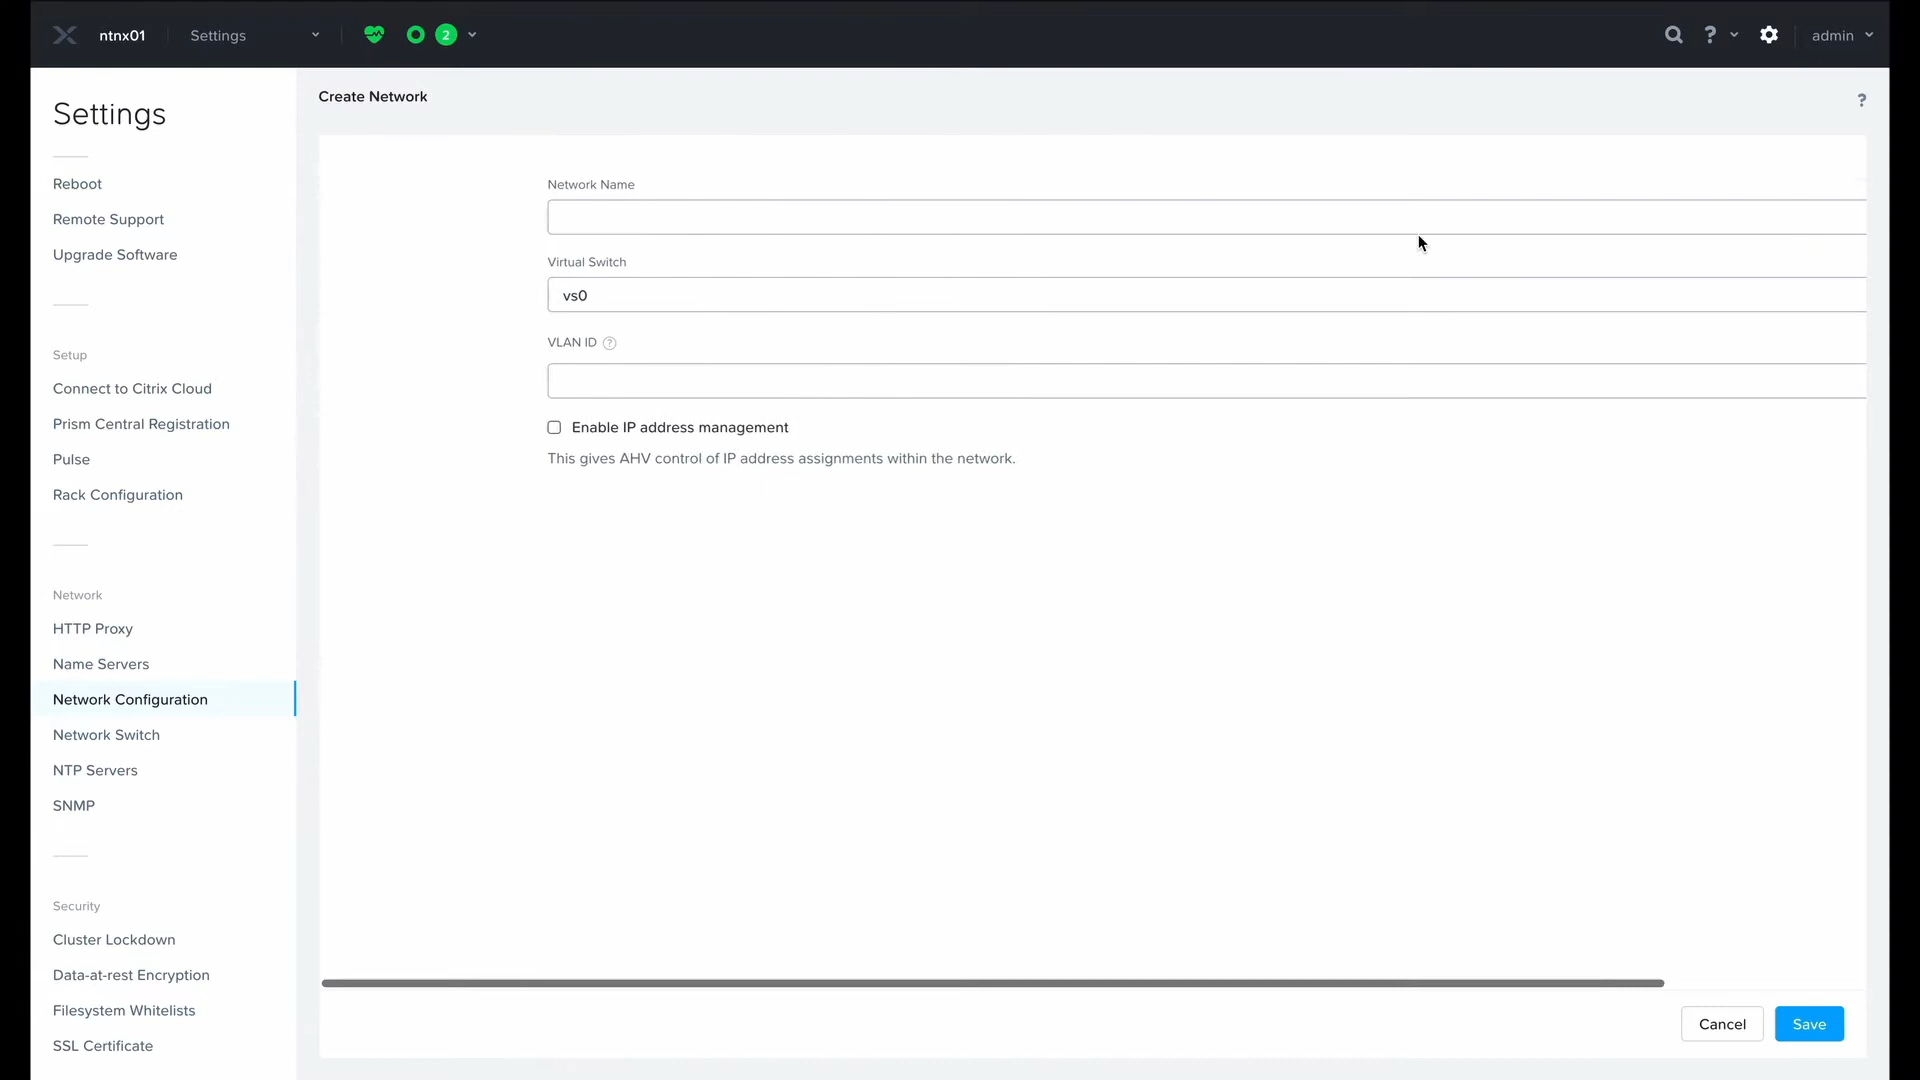 ntnx01
Settings
2
?
admin
Settings
Reboot
Remote Support
Upgrade Software
Setup
Connect to Citrix Cloud
Prism Central Registration
Pulse
Rack Configuration
Network
HTTP Proxy
Name Servers
Network Configuration
Network Switch
NTP Servers
SNMP
Security
Cluster Lockdown
Data-at-rest Encryption
Filesystem Whitelists
SSL Certificate
Create Network
?
Network Name
Virtual Switch
vs0
VLAN ID ?
Enable IP address management
This gives AHV control of IP address assignments within the network.
Cancel
Save